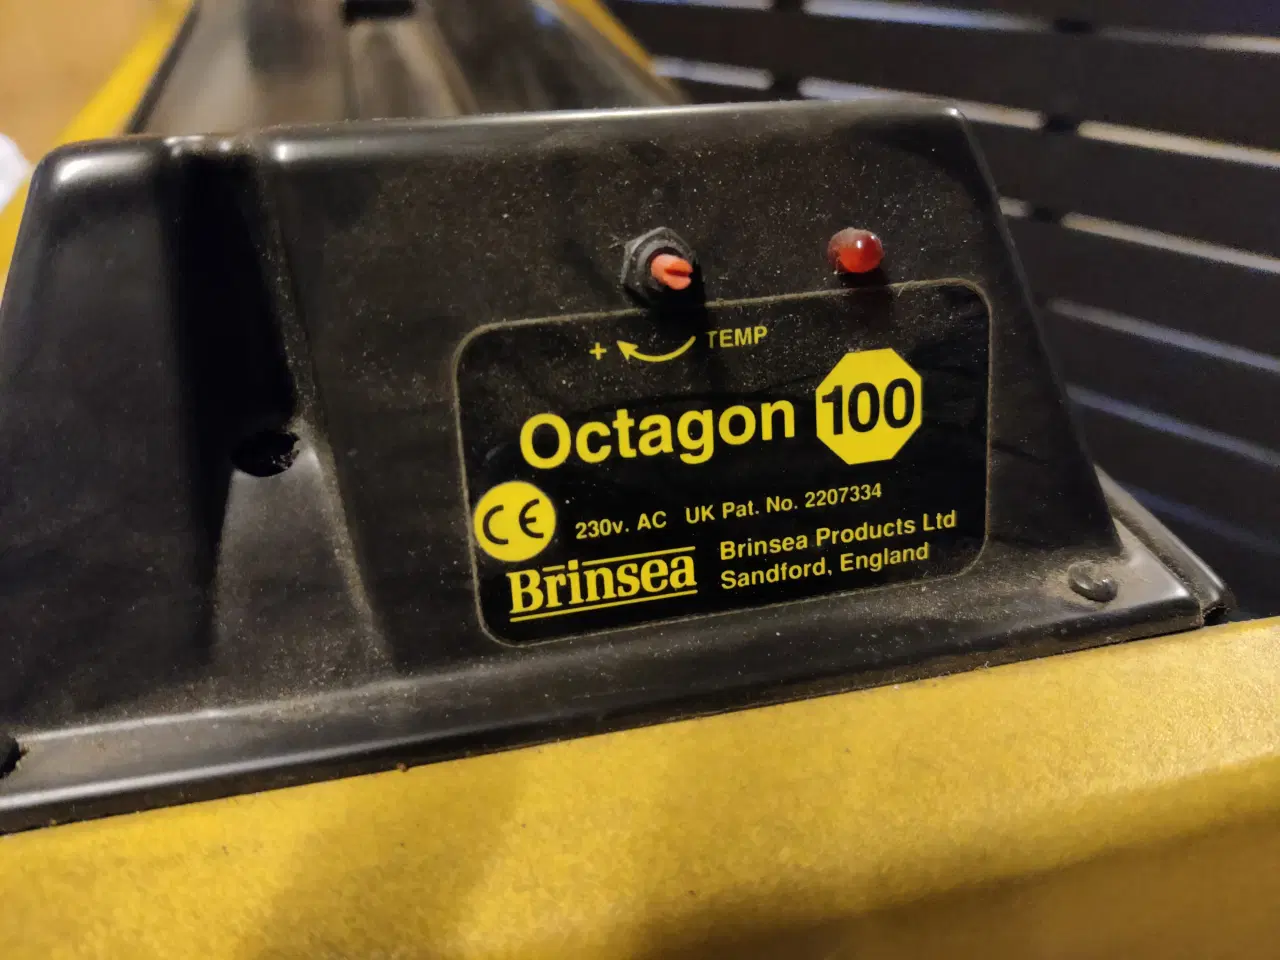 + TEMP
Octagon 100
CE 230v. AC UK Pat. No. 2207334
Brinsea Brinsea Products Ltd
Sandford, England